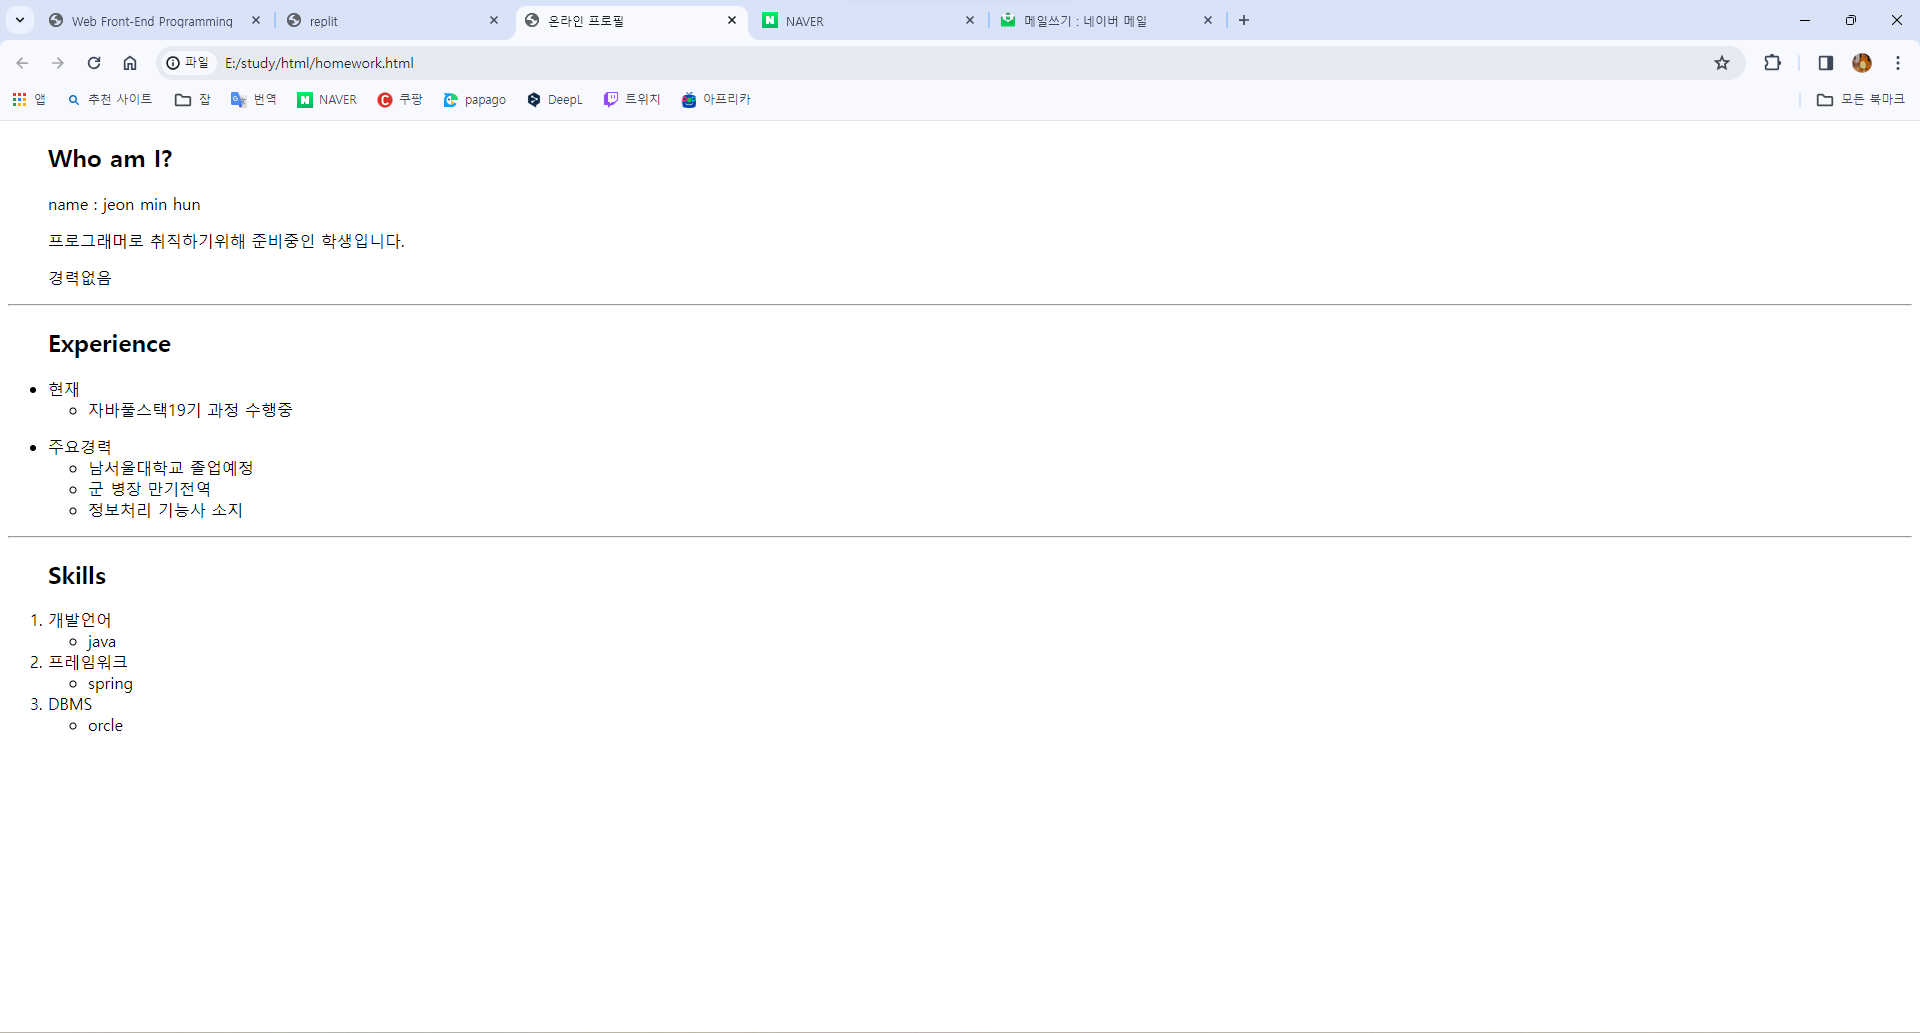 Web Front-End Programming
replit
온라인 프로필
NAVER
메일쓰기 : 네이버 메일
파일
E:/study/html/homework.html
앱
추천 사이트
잡
번역
NAVER
쿠팡
papago
DeepL
트위치
아프리카
모든 북마크
Who am I?
name : jeon min hun
프로그래머로 취직하기위해 준비중인 학생입니다.
경력없음
Experience
현재
자바풀스택19기 과정 수행중
주요경력
남서울대학교 졸업예정
군 병장 만기전역
정보처리 기능사 소지
Skills
1. 개발언어
java
2. 프레임워크
spring
3. DBMS
orcle